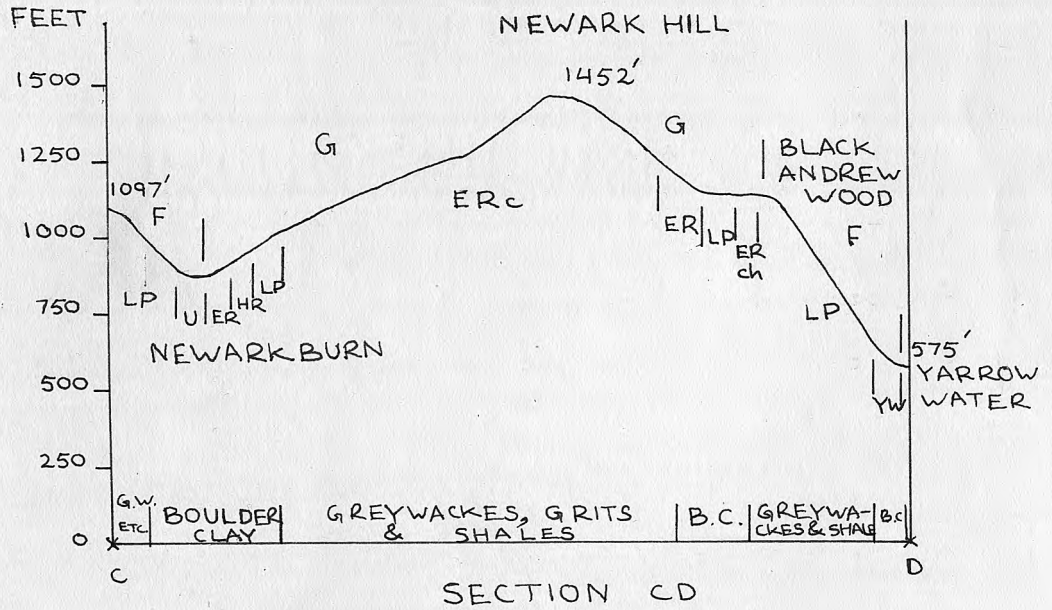 FEET
NEWARK HILL
1500
1452'
G
G
1250
BLACK
ANDREW
WOOD
1097'
F
ERc
1000
ER
LP
ER
ch
F
LP
U
ER
HR
LP
750
LP
NEWARK BURN
575'
YARROW
WATER
YW
500
250
G.W.
ETC
BOULDER
CLAY
GREYWACKES, GRITS
& SHALES
B.C.
GREYWA-
CKES & SHALE
B.C
0
C
D
SECTION CD